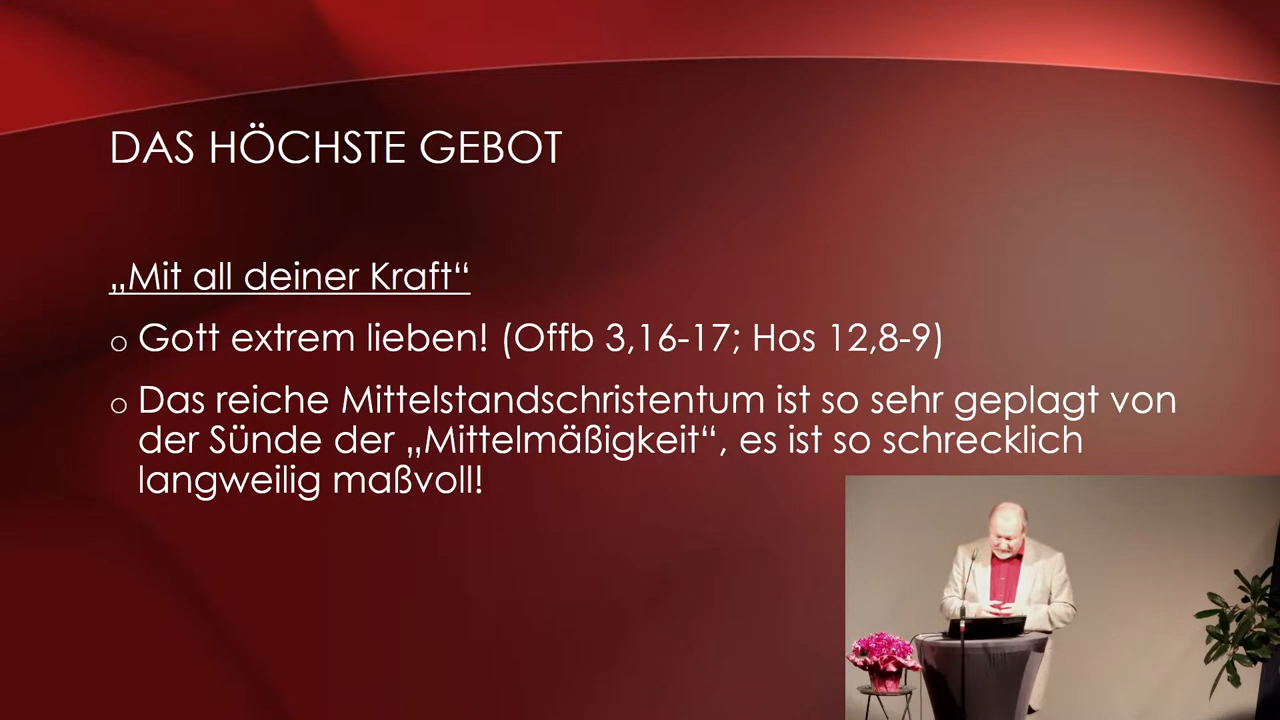 DAS HÖCHSTE GEBOT
„Mit all deiner Kraft“
o Gott extrem lieben! (Offb 3,16-17; Hos 12,8-9)
o Das reiche Mittelstandschristentum ist so sehr geplagt von
der Sünde der „Mittelmäßigkeit“, es ist so schrecklich
langweilig maßvoll!